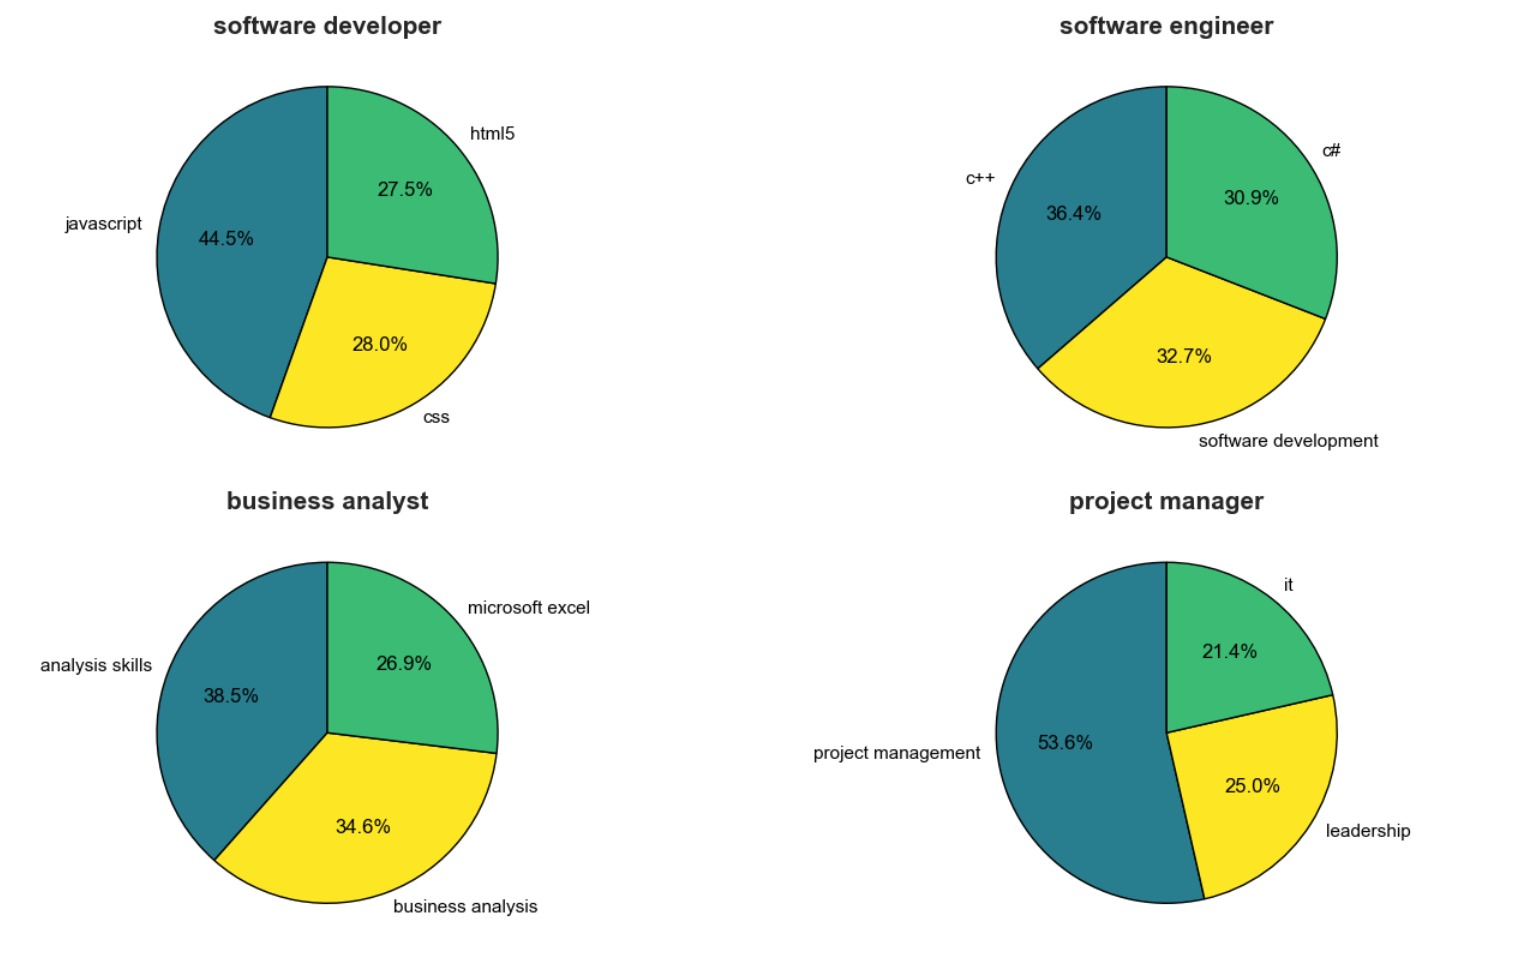 software developer
html5
27.5%
javascript
44.5%
28.0%
css
software engineer
c#
c++
30.9%
36.4%
32.7%
software development
business analyst
microsoft excel
analysis skills
26.9%
38.5%
34.6%
business analysis
project manager
it
21.4%
project management
53.6%
25.0%
leadership